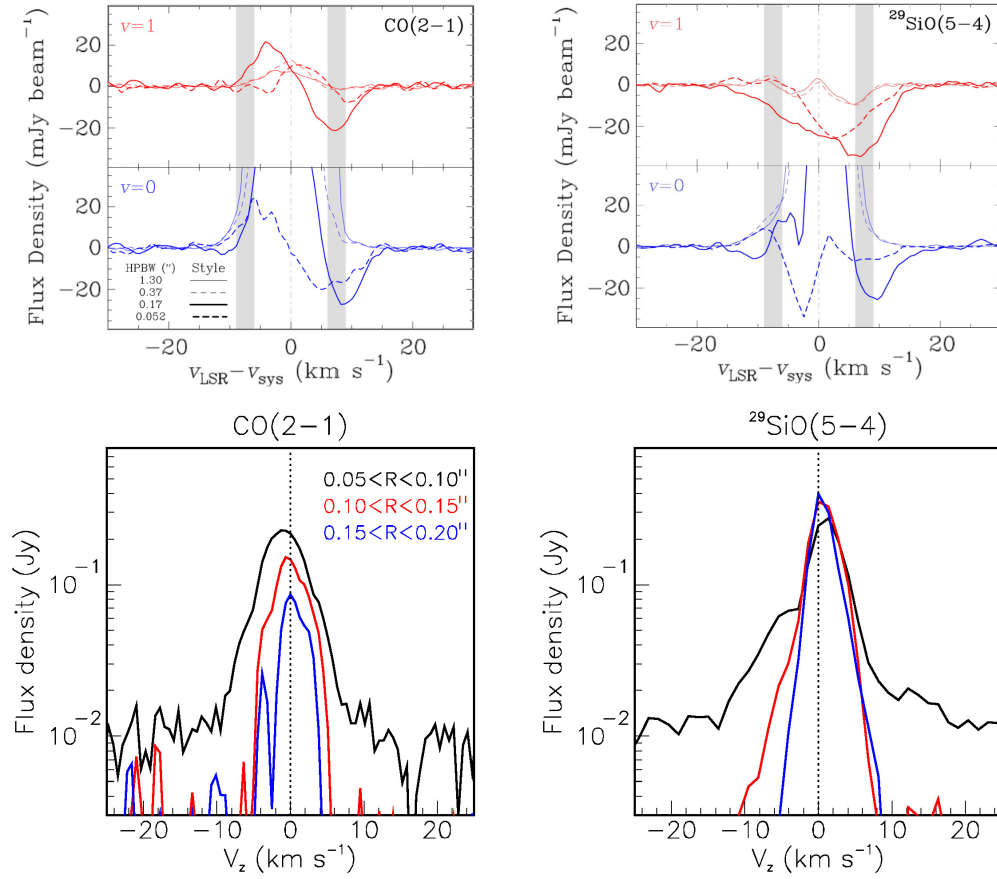 v=1 CO(2−1)
20
0
−20
v=0
20
0
−20
HPBW (″) Style
1.30
0.37
0.17
0.052
−20 0 20
v_LSR−v_sys (km s⁻¹)
Flux Density (mJy beam⁻¹)
v=1 ²⁹SiO(5−4)
20
0
−20
v=0
20
0
−20
−20 0 20
v_LSR−v_sys (km s⁻¹)
Flux Density (mJy beam⁻¹)
CO(2−1)
0.05<R<0.10"
0.10<R<0.15"
0.15<R<0.20"
10⁻¹
10⁻²
Flux density (Jy)
−20 −10 0 10 20
V_z (km s⁻¹)
²⁹SiO(5−4)
10⁻¹
10⁻²
Flux density (Jy)
−20 −10 0 10 20
V_z (km s⁻¹)